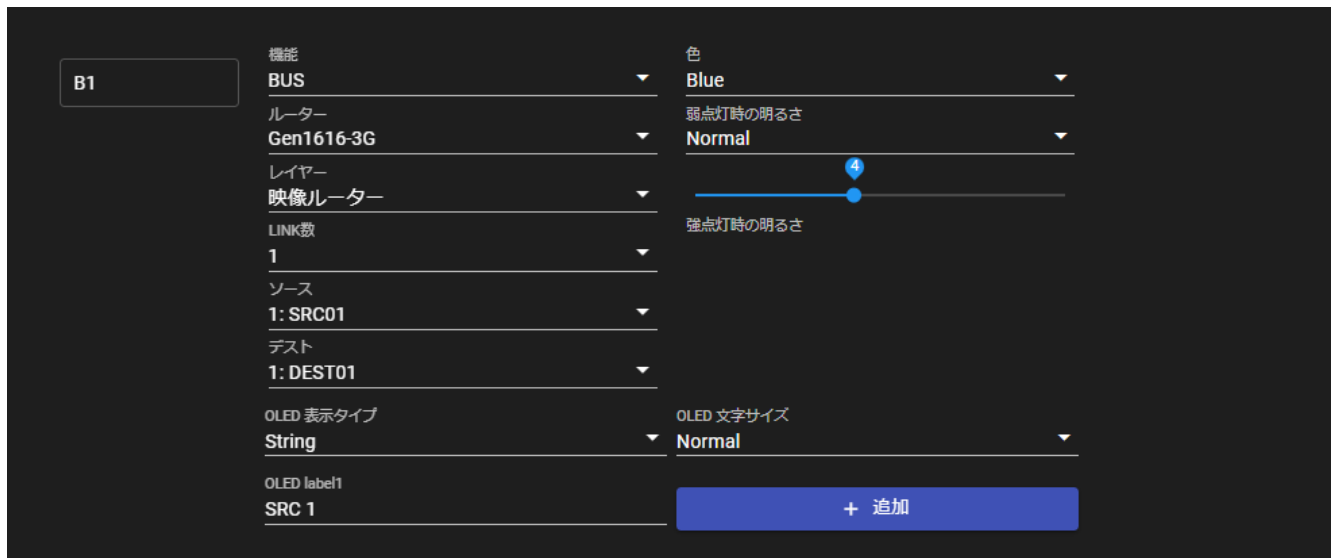 B1
機能
BUS
ルーター
Gen1616-3G
レイヤー
映像ルーター
LINK数
1
ソース
1: SRC01
デスト
1: DEST01
色
Blue
弱点灯時の明るさ
Normal
4
強点灯時の明るさ
OLED 表示タイプ
String
OLED 文字サイズ
Normal
OLED label1
SRC 1
+ 追加